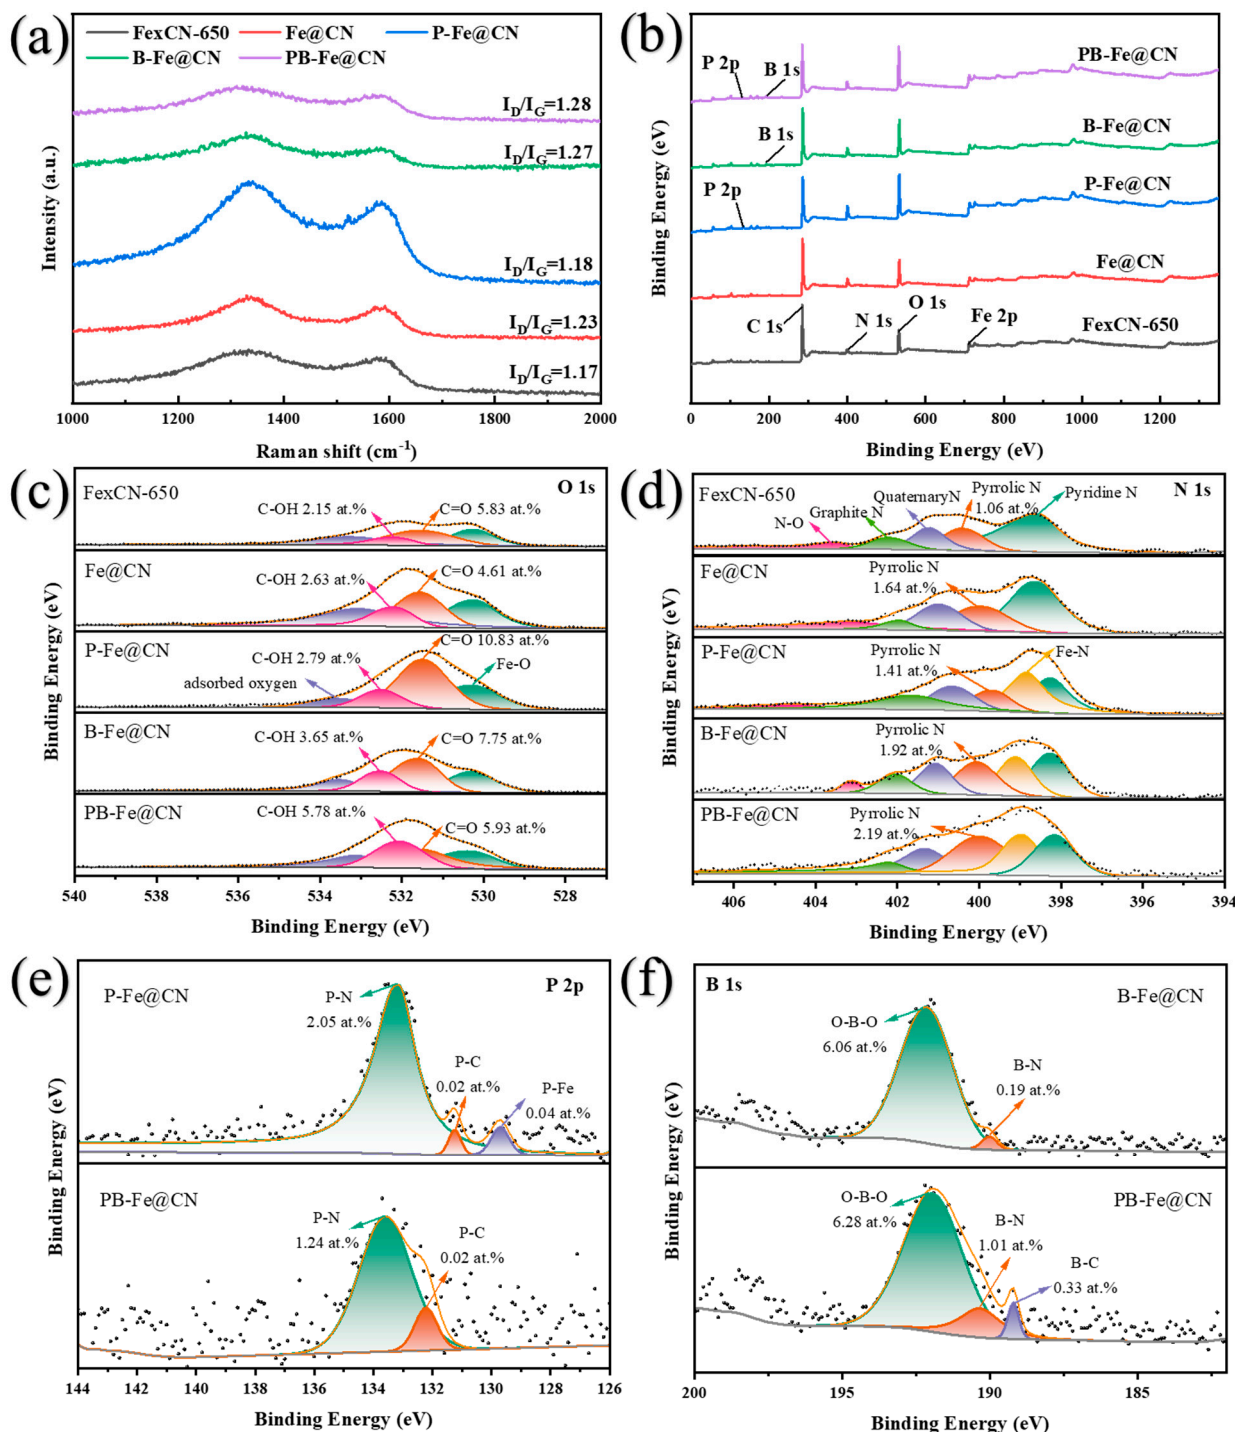 (a)
FexCN-650 Fe@CN P-Fe@CN
B-Fe@CN PB-Fe@CN
I_D/I_G=1.28
I_D/I_G=1.27
I_D/I_G=1.18
I_D/I_G=1.23
I_D/I_G=1.17
Intensity (a.u.)
1000 1200 1400 1600 1800 2000
Raman shift (cm⁻¹)
(b)
PB-Fe@CN
P 2p B 1s
B-Fe@CN
B 1s
P-Fe@CN
P 2p
Fe@CN
C 1s N 1s O 1s Fe 2p
FexCN-650
Binding Energy (eV)
0 200 400 600 800 1000 1200
Binding Energy (eV)
(c)
FexCN-650
O 1s
C-OH 2.15 at.% C=O 5.83 at.%
Fe@CN
C-OH 2.63 at.% C=O 4.61 at.%
P-Fe@CN
C=O 10.83 at.%
C-OH 2.79 at.%
Fe-O
adsorbed oxygen
B-Fe@CN
C-OH 3.65 at.% C=O 7.75 at.%
PB-Fe@CN
C-OH 5.78 at.%
C=O 5.93 at.%
Binding Energy (eV)
540 538 536 534 532 530 528
Binding Energy (eV)
(d)
FexCN-650
N 1s
N-O
Graphite N
QuaternaryN
Pyrrolic N
1.06 at.%
Pyridine N
Fe@CN
Pyrrolic N
1.64 at.%
P-Fe@CN
Pyrrolic N
1.41 at.%
Fe-N
B-Fe@CN
Pyrrolic N
1.92 at.%
PB-Fe@CN
Pyrrolic N
2.19 at.%
Binding Energy (eV)
406 404 402 400 398 396 394
Binding Energy (eV)
(e)
P-Fe@CN
P 2p
P-N
2.05 at.%
P-C
0.02 at.%
P-Fe
0.04 at.%
PB-Fe@CN
P-N
1.24 at.%
P-C
0.02 at.%
Binding Energy (eV)
144 142 140 138 136 134 132 130 128 126
Binding Energy (eV)
(f)
B 1s
B-Fe@CN
O-B-O
6.06 at.%
B-N
0.19 at.%
PB-Fe@CN
O-B-O
6.28 at.%
B-N
1.01 at.%
B-C
0.33 at.%
Binding Energy (eV)
200 195 190 185
Binding Energy (eV)